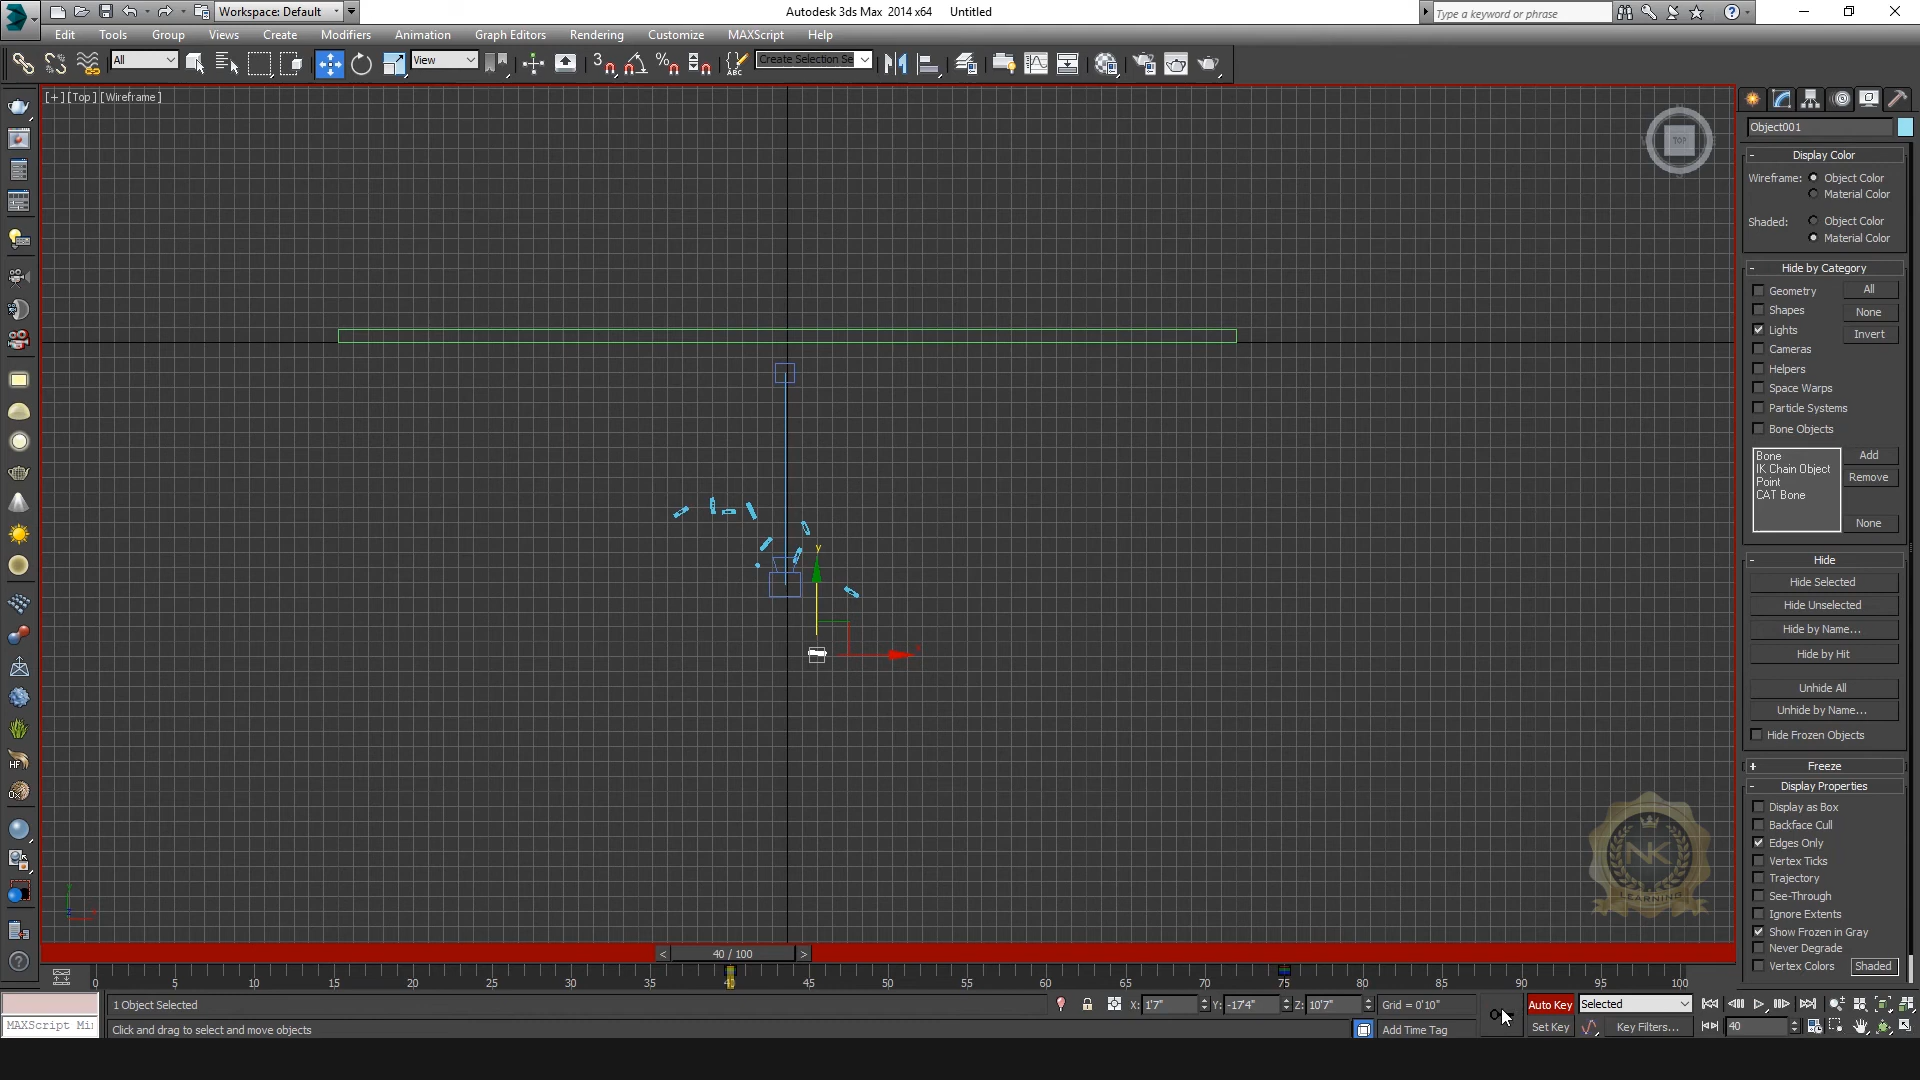 Workspace: Default
Autodesk 3ds Max 2014 x64 Untitled
Type a keyword or phrase
Edit Tools Group Views Create Modifiers Animation Graph Editors Rendering Customize MAXScript Help
All
View
Create Selection Se
[+] [Top] [Wireframe]
TOP
Object001
Display Color
Wireframe: Object Color
Material Color
Shaded: Object Color
Material Color
Hide by Category
Geometry All
Shapes None
Lights Invert
Cameras
Helpers
Space Warps
Particle Systems
Bone Objects
Bone Add
IK Chain Object
Point Remove
CAT Bone
None
Hide
Hide Selected
Hide Unselected
Hide by Name...
Hide by Hit
Unhide All
Unhide by Name...
Hide Frozen Objects
Freeze
Display Properties
Display as Box
Backface Cull
Edges Only
Vertex Ticks
Trajectory
See-Through
Ignore Extents
Show Frozen in Gray
Never Degrade
Vertex Colors Shaded
y
HF
NK
LEARNING
< 40 / 100 >
0 5 10 15 20 25 30 35 40 45 50 55 60 65 70 75 80 85 90 95 100
1 Object Selected
X: 1'7" Y: -17'4" Z: 10'7" Grid = 0'10"
Auto Key Selected
MAXScript Mi
Click and drag to select and move objects
Add Time Tag
Set Key Key Filters... 40